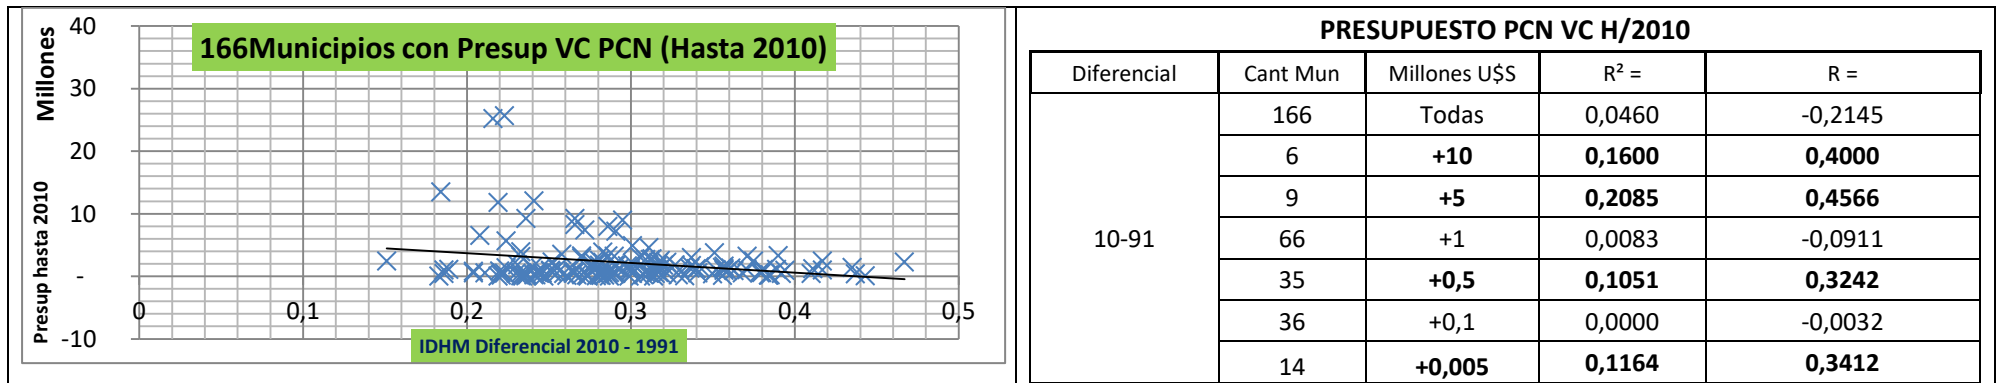 166Municipios con Presup VC PCN (Hasta 2010)
Millones
Presup hasta 2010
40
30
20
10
-
-10
0
0,1
0,2
0,3
0,4
0,5
IDHM Diferencial 2010 - 1991
PRESUPUESTO PCN VC H/2010
Diferencial Cant Mun Millones U$S R² = R =
10-91
166 Todas 0,0460 -0,2145
6 +10 0,1600 0,4000
9 +5 0,2085 0,4566
66 +1 0,0083 -0,0911
35 +0,5 0,1051 0,3242
36 +0,1 0,0000 -0,0032
14 +0,005 0,1164 0,3412